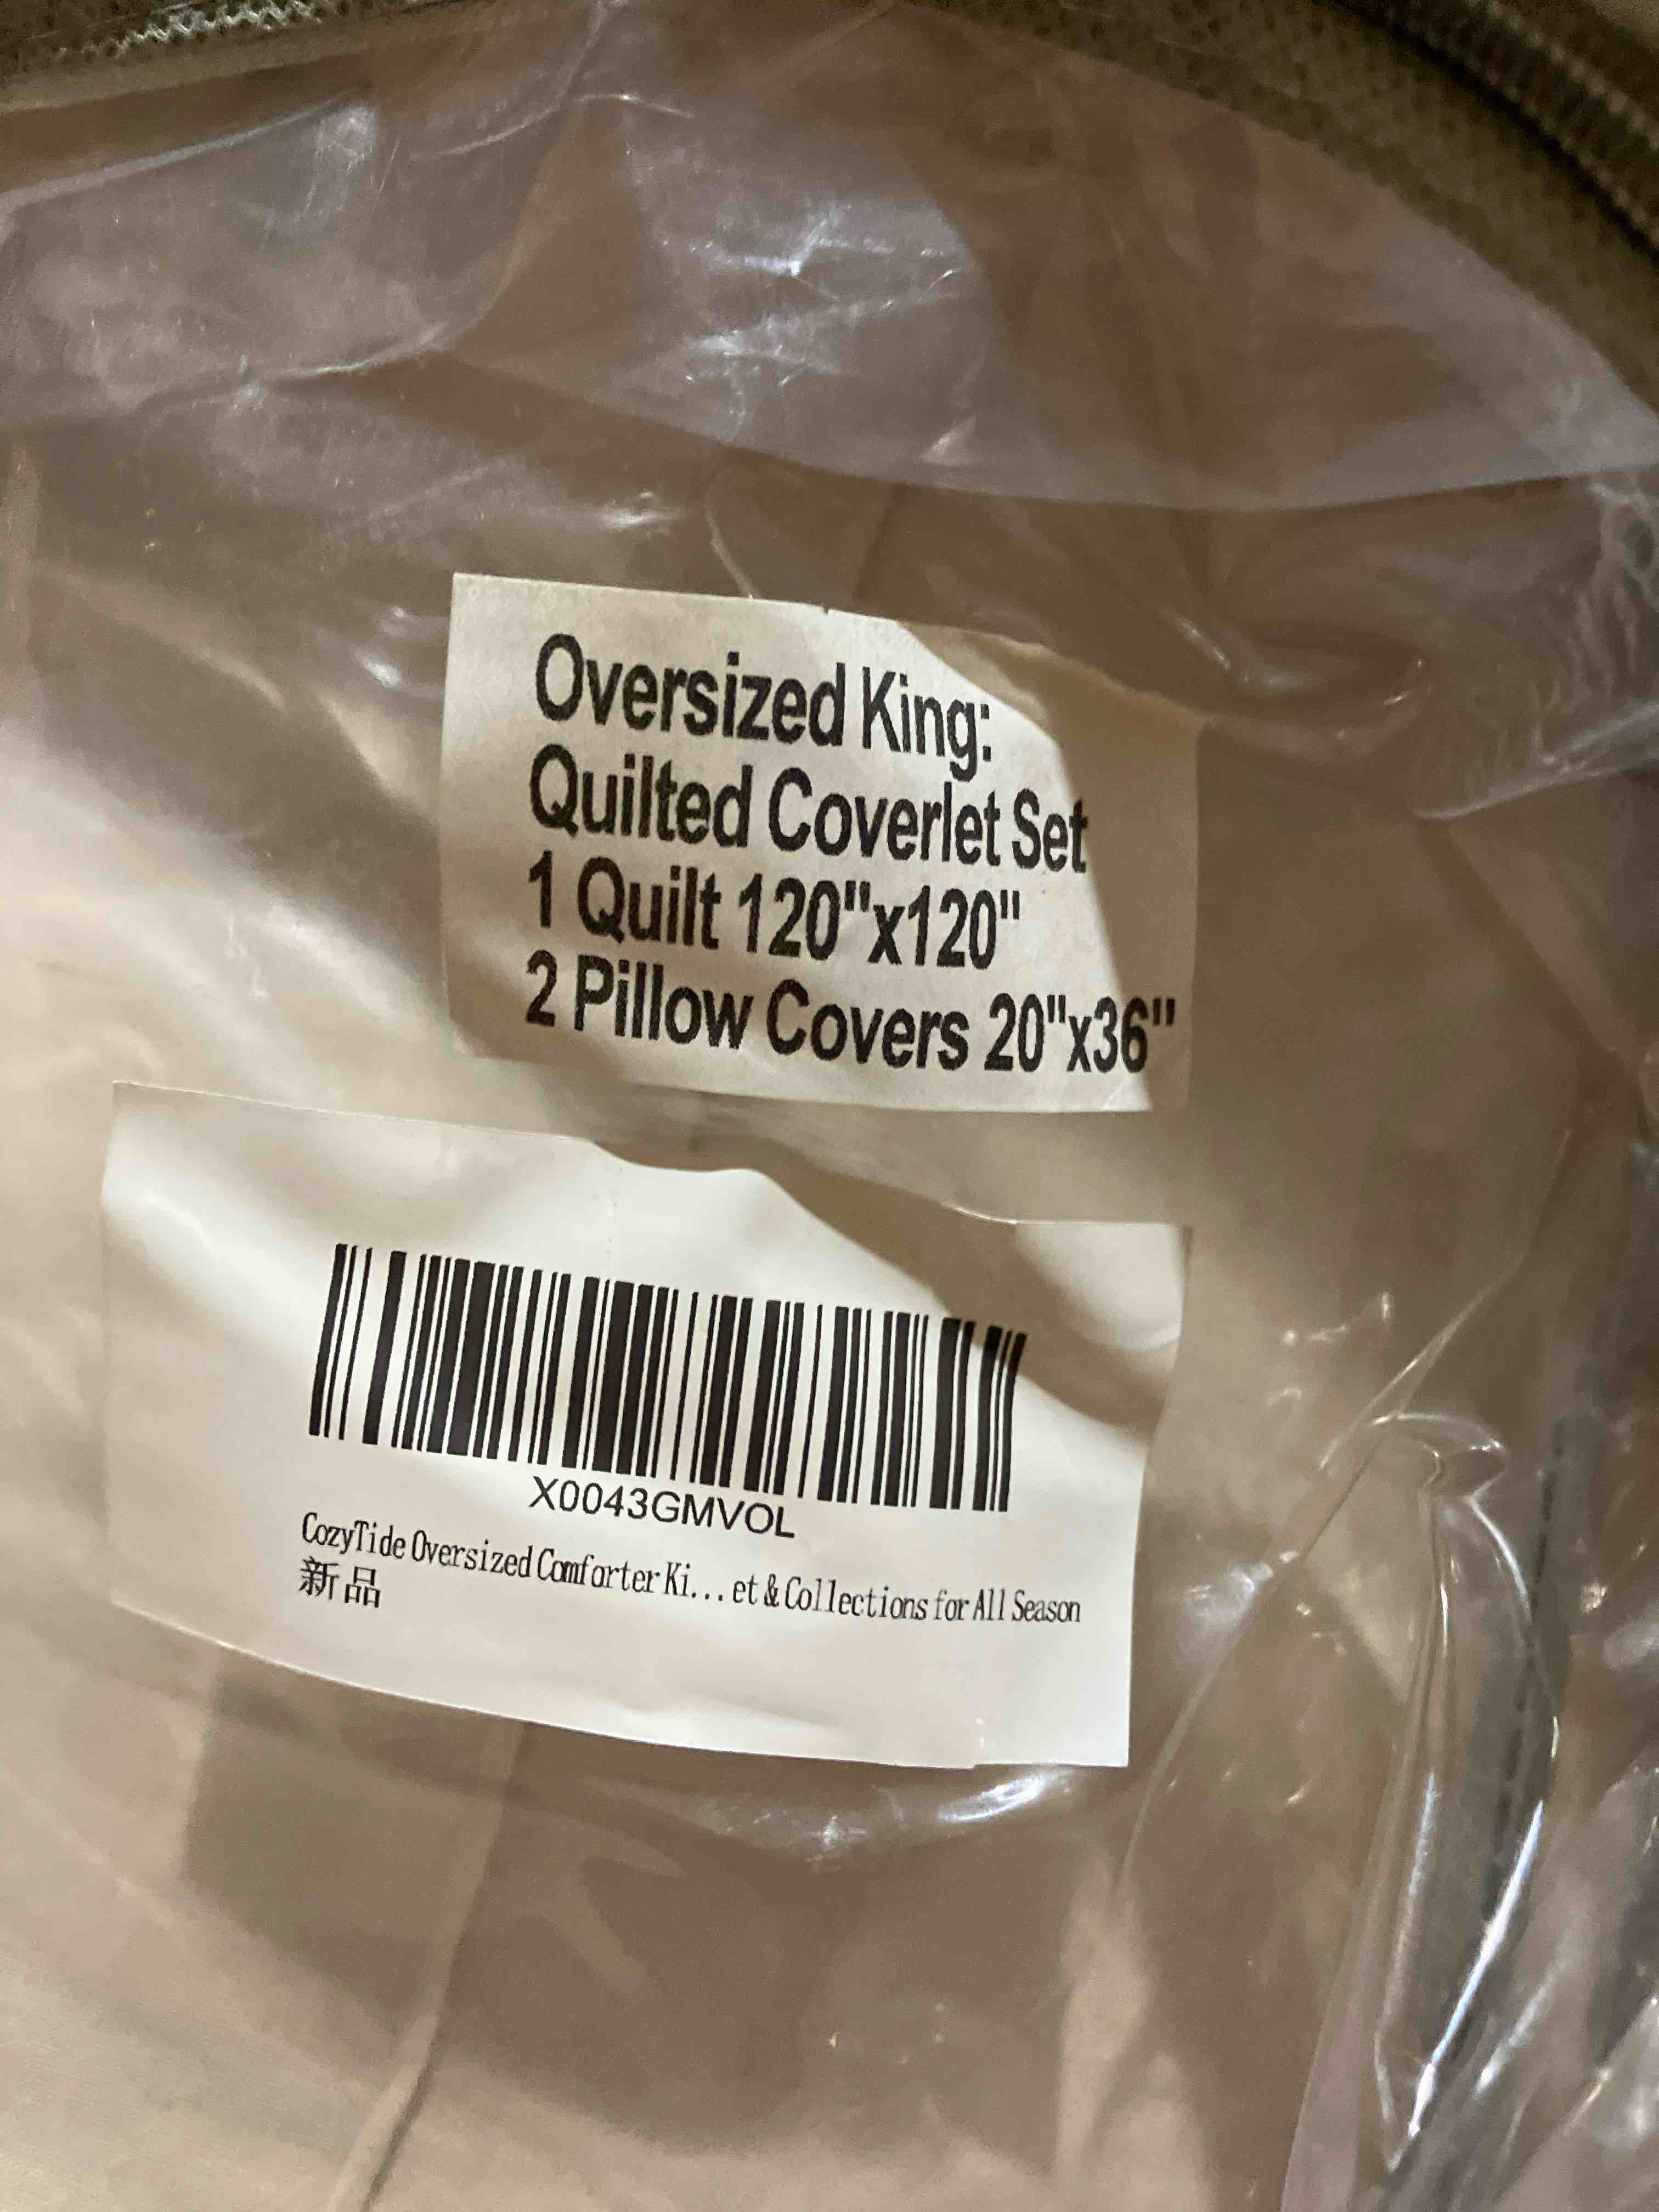 Oversized King:
Quilted Coverlet Set
1 Quilt 120"x120"
2 Pillow Covers 20"x36"
X0043GMVOL
CozyTide Oversized Comforter Ki... et & Collections for All Season
新品